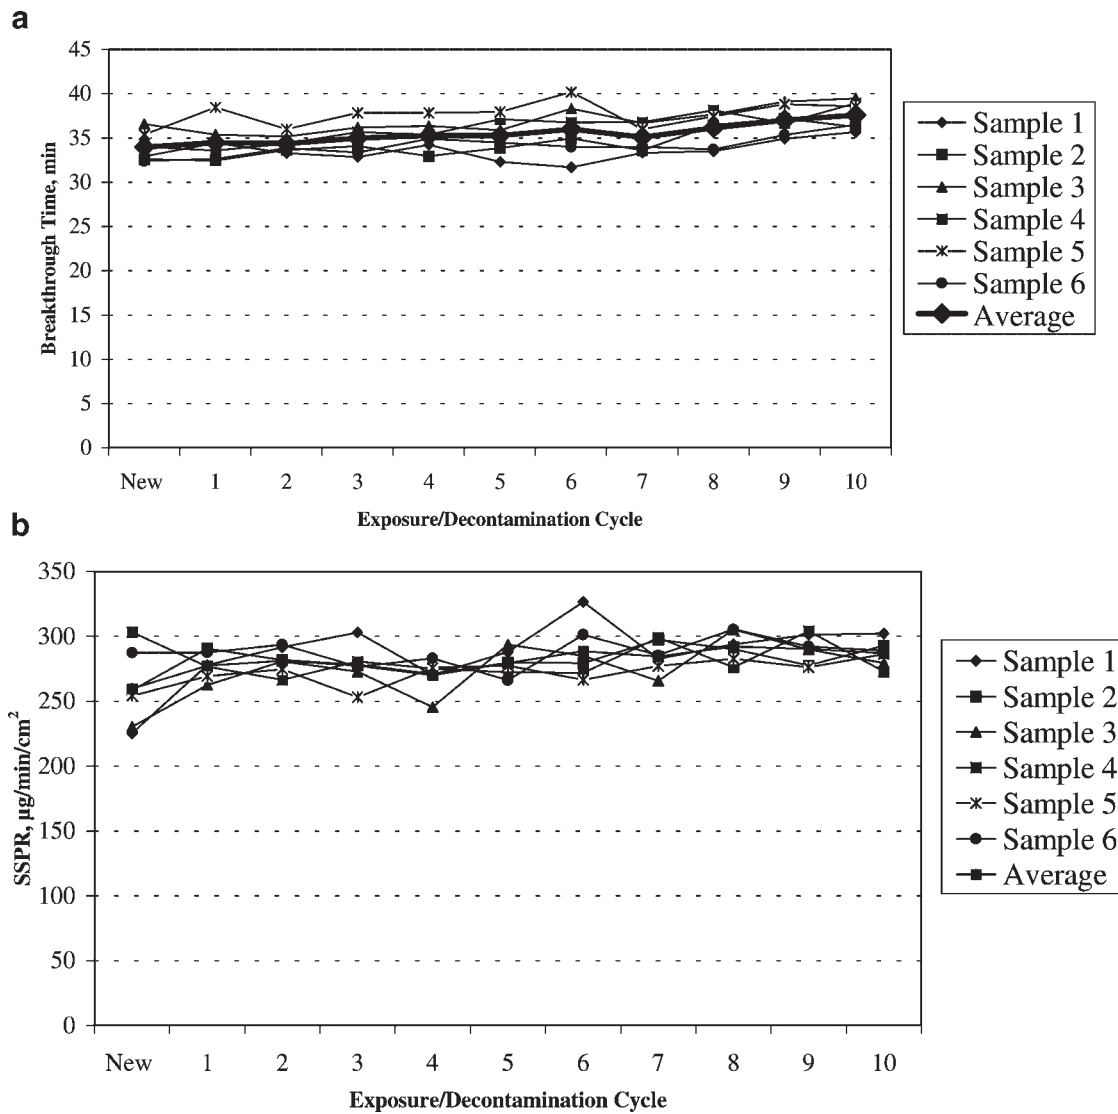 a
45
40
35
30
25
20
15
10
5
0
Breakthrough Time, min
New 1 2 3 4 5 6 7 8 9 10
Exposure/Decontamination Cycle
Sample 1
Sample 2
Sample 3
Sample 4
Sample 5
Sample 6
Average
b
350
300
250
200
150
100
50
0
SSPR, µg/min/cm²
New 1 2 3 4 5 6 7 8 9 10
Exposure/Decontamination Cycle
Sample 1
Sample 2
Sample 3
Sample 4
Sample 5
Sample 6
Average